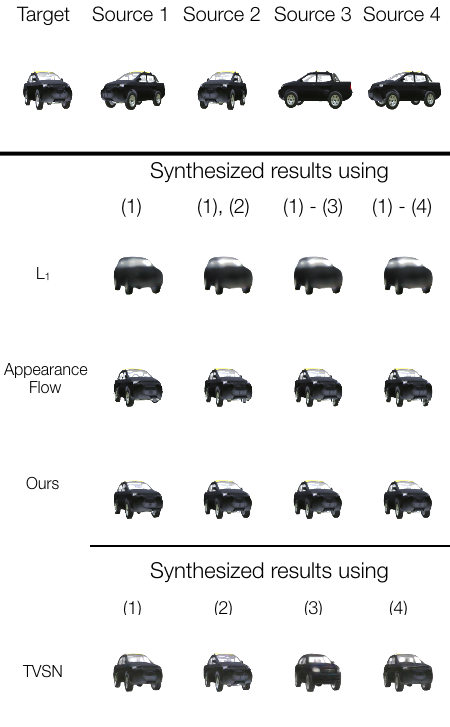 Target Source 1 Source 2 Source 3 Source 4
Synthesized results using
(1) (1), (2) (1) - (3) (1) - (4)
L1
Appearance
Flow
Ours
Synthesized results using
(1) (2) (3) (4)
TVSN